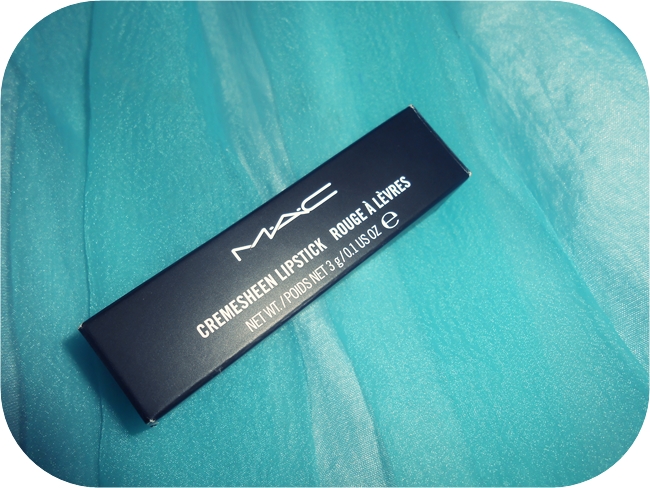 M·A·C
CREMESHEEN LIPSTICK ROUGE À LÈVRES
NET WT. / POIDS NET 3 g / 0.1 US OZ ℮